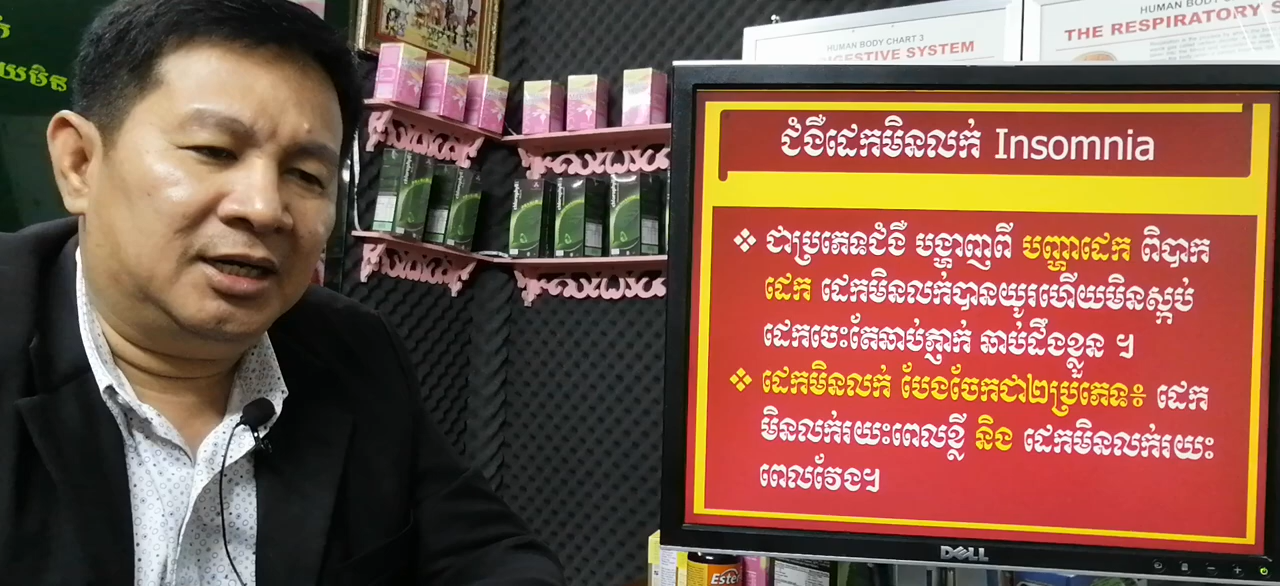 HUMAN BODY CHART 3
DIGESTIVE SYSTEM
HUMAN BODY
THE RESPIRATORY S
ជំងឺដេកមិនលក់ Insomnia
❖ ជាប្រភេទជំងឺ បង្ហាញពី បញ្ហាដេក ពិបាក
ដេក ដេកមិនលក់បានយូរហើយមិនស្កប់
ដេកចេះតែឆាប់ភ្ញាក់ ឆាប់ដឹងខ្លួន ។
❖ ដេកមិនលក់ បែងចែកជា២ប្រភេទ៖ ដេក
មិនលក់រយះពេលខ្លី និង ដេកមិនលក់រយះ
ពេលវែង។
DELL
Ester